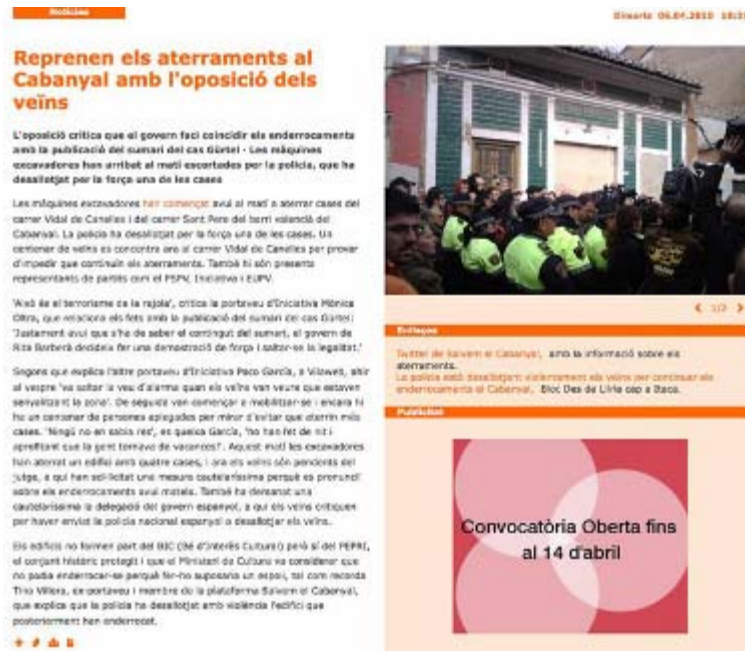 Notícies
Dimarts 06.04.2010 18:35
Reprenen els aterraments al
Cabanyal amb l'oposició dels
veïns
L'oposició critica que el govern faci coincidir els enderrocaments
amb la publicació del sumari del cas Gürtel - Les màquines
excavadores han arribat al matí escortades per la policia, que ha
desallotjat per la força una de les cases
Les màquines excavadores han començat avui al matí a aterrar cases del
carrer Vidal de Canelles i del carrer Sant Pere del barri valencià del
Cabanyal. La policia ha desallotjat per la força una de les cases. Un
centenar de veïns es concentra ara al carrer Vidal de Canelles per provar
d'impedir que continuïn els aterraments. També hi són presents
representants de partits com el PSPV, Iniciativa i EUPV.
'Això és el terrorisme de la rajola', critica la portaveu d'Iniciativa Mònica
Oltra, que relaciona els fets amb la publicació del sumari del cas Gürtel:
'Justament avui que s'ha de saber el contingut del sumari, el govern de
Rita Barberà decideix fer una demostració de força i saltar-se la legalitat.'
Segons que explica l'altre portaveu d'Iniciativa Paco García, a Vilaweb, ahir
al vespre 'va saltar la veu d'alarma quan els veïns van veure que estaven
senyalitzant la zona'. De seguida van començar a mobilitzar-se i encara hi
ha un centenar de persones aplegades per mirar d'evitar que aterrin més
cases. 'Ningú no en sabia res', es queixa García, 'ho han fet de nit i
aprofitant que la gent tornava de vacances'. Aquest matí les excavadores
han aterrat un edifici amb quatre cases, i ara els veïns són pendents del
jutge, a qui han sol·licitat una mesura cautelaríssima perquè es pronunciï
sobre els enderrocaments avui mateix. També ha demanat una
cautelaríssima la delegació del govern espanyol, a qui els veïns critiquen
per haver enviat la policia nacional espanyol a desallotjar els veïns.
Els edificis no formen part del BIC (Bé d'Interès Cultural) però sí del PEPRI,
el conjunt històric protegit i que el Ministeri de Cultura va considerar que
no podia enderrocar-se perquè fer-ho suposaria un espoli, tal com recorda
Tino Villora, ex-portaveu i membre de la plataforma Salvem el Cabanyal,
que explica que la policia ha desallotjat amb violència l'edifici que
posteriorment han enderrocat.
1/2
Enllaços
Twitter de Salvem el Cabanyal, amb la informació sobre els
aterraments.
La policia està desallotjant violentament els veïns per continuar els
enderrocaments al Cabanyal. Bloc Des de Llíria cap a Ítaca.
Publicitat
Convocatòria Oberta fins
al 14 d'abril